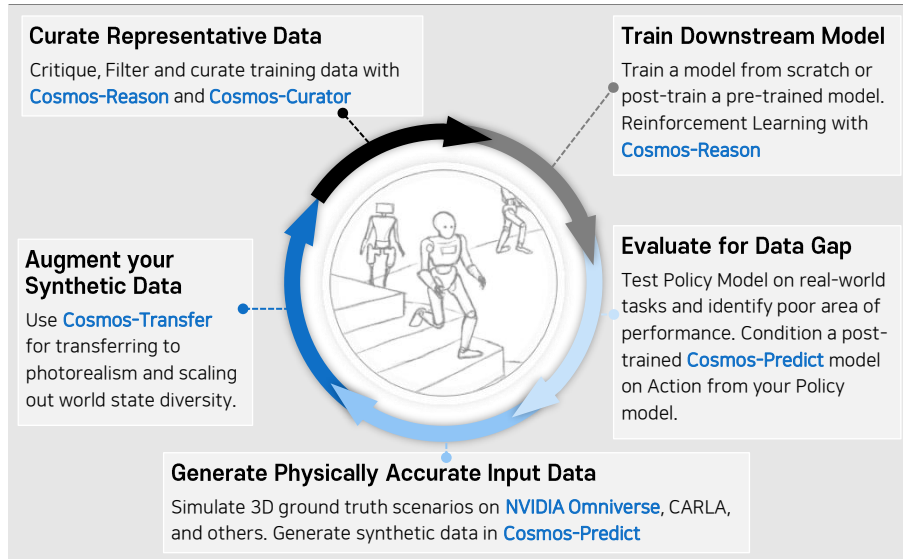 Curate Representative Data
Critique, Filter and curate training data with
Cosmos-Reason and Cosmos-Curator
Train Downstream Model
Train a model from scratch or
post-train a pre-trained model.
Reinforcement Learning with
Cosmos-Reason
Evaluate for Data Gap
Test Policy Model on real-world
tasks and identify poor area of
performance. Condition a post-
trained Cosmos-Predict model
on Action from your Policy
model.
Generate Physically Accurate Input Data
Simulate 3D ground truth scenarios on NVIDIA Omniverse, CARLA,
and others. Generate synthetic data in Cosmos-Predict
Augment your
Synthetic Data
Use Cosmos-Transfer
for transferring to
photorealism and scaling
out world state diversity.